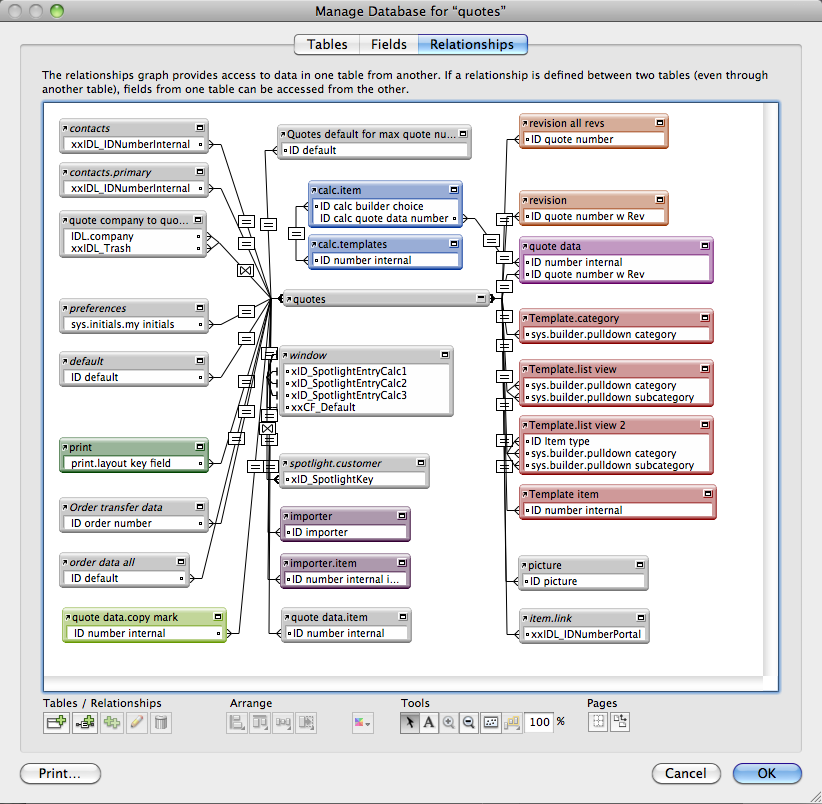 Manage Database for “quotes”
Tables
Fields
Relationships
The relationships graph provides access to data in one table from another. If a relationship is defined between two tables (even through
another table), fields from one table can be accessed from the other.
contacts
xxIDL_IDNumberInternal
contacts.primary
xxIDL_IDNumberInternal
quote company to quo...
IDL.company
xxIDL_Trash
preferences
sys.initials.my initials
default
ID default
print
print.layout key field
Order transfer data
ID order number
order data all
ID default
quote data.copy mark
ID number internal
Quotes default for max quote nu...
ID default
calc.item
ID calc builder choice
ID calc quote data number
calc.templates
ID number internal
quotes
window
xID_SpotlightEntryCalc1
xID_SpotlightEntryCalc2
xID_SpotlightEntryCalc3
xxCF_Default
spotlight.customer
xID_SpotlightKey
importer
ID importer
importer.item
ID number internal i...
quote data.item
ID number internal
revision all revs
ID quote number
revision
ID quote number w Rev
quote data
ID number internal
ID quote number w Rev
Template.category
sys.builder.pulldown category
Template.list view
sys.builder.pulldown category
sys.builder.pulldown subcategory
Template.list view 2
ID Item type
sys.builder.pulldown category
sys.builder.pulldown subcategory
Template item
ID number internal
picture
ID picture
item.link
xxIDL_IDNumberPortal
Tables / Relationships
Arrange
Tools
Pages
A
100 %
Print...
Cancel
OK